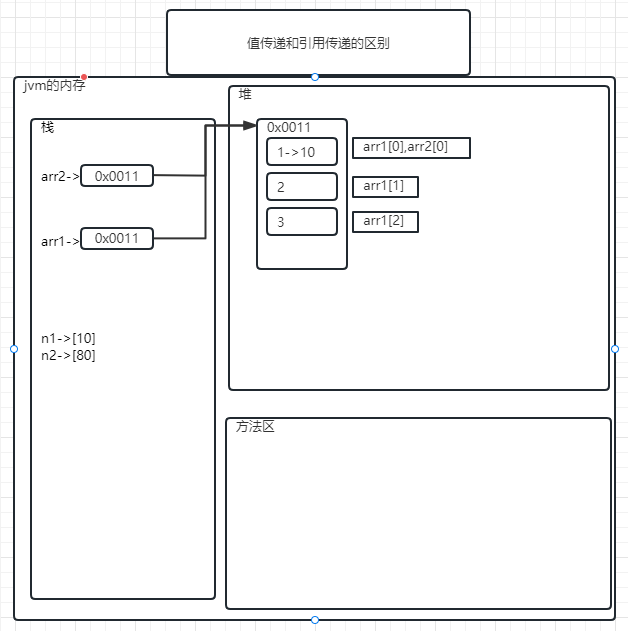 值传递和引用传递的区别
jvm的内存
栈
arr2->
0x0011
arr1->
0x0011
n1->[10]
n2->[80]
堆
0x0011
1->10
arr1[0],arr2[0]
2
arr1[1]
3
arr1[2]
方法区